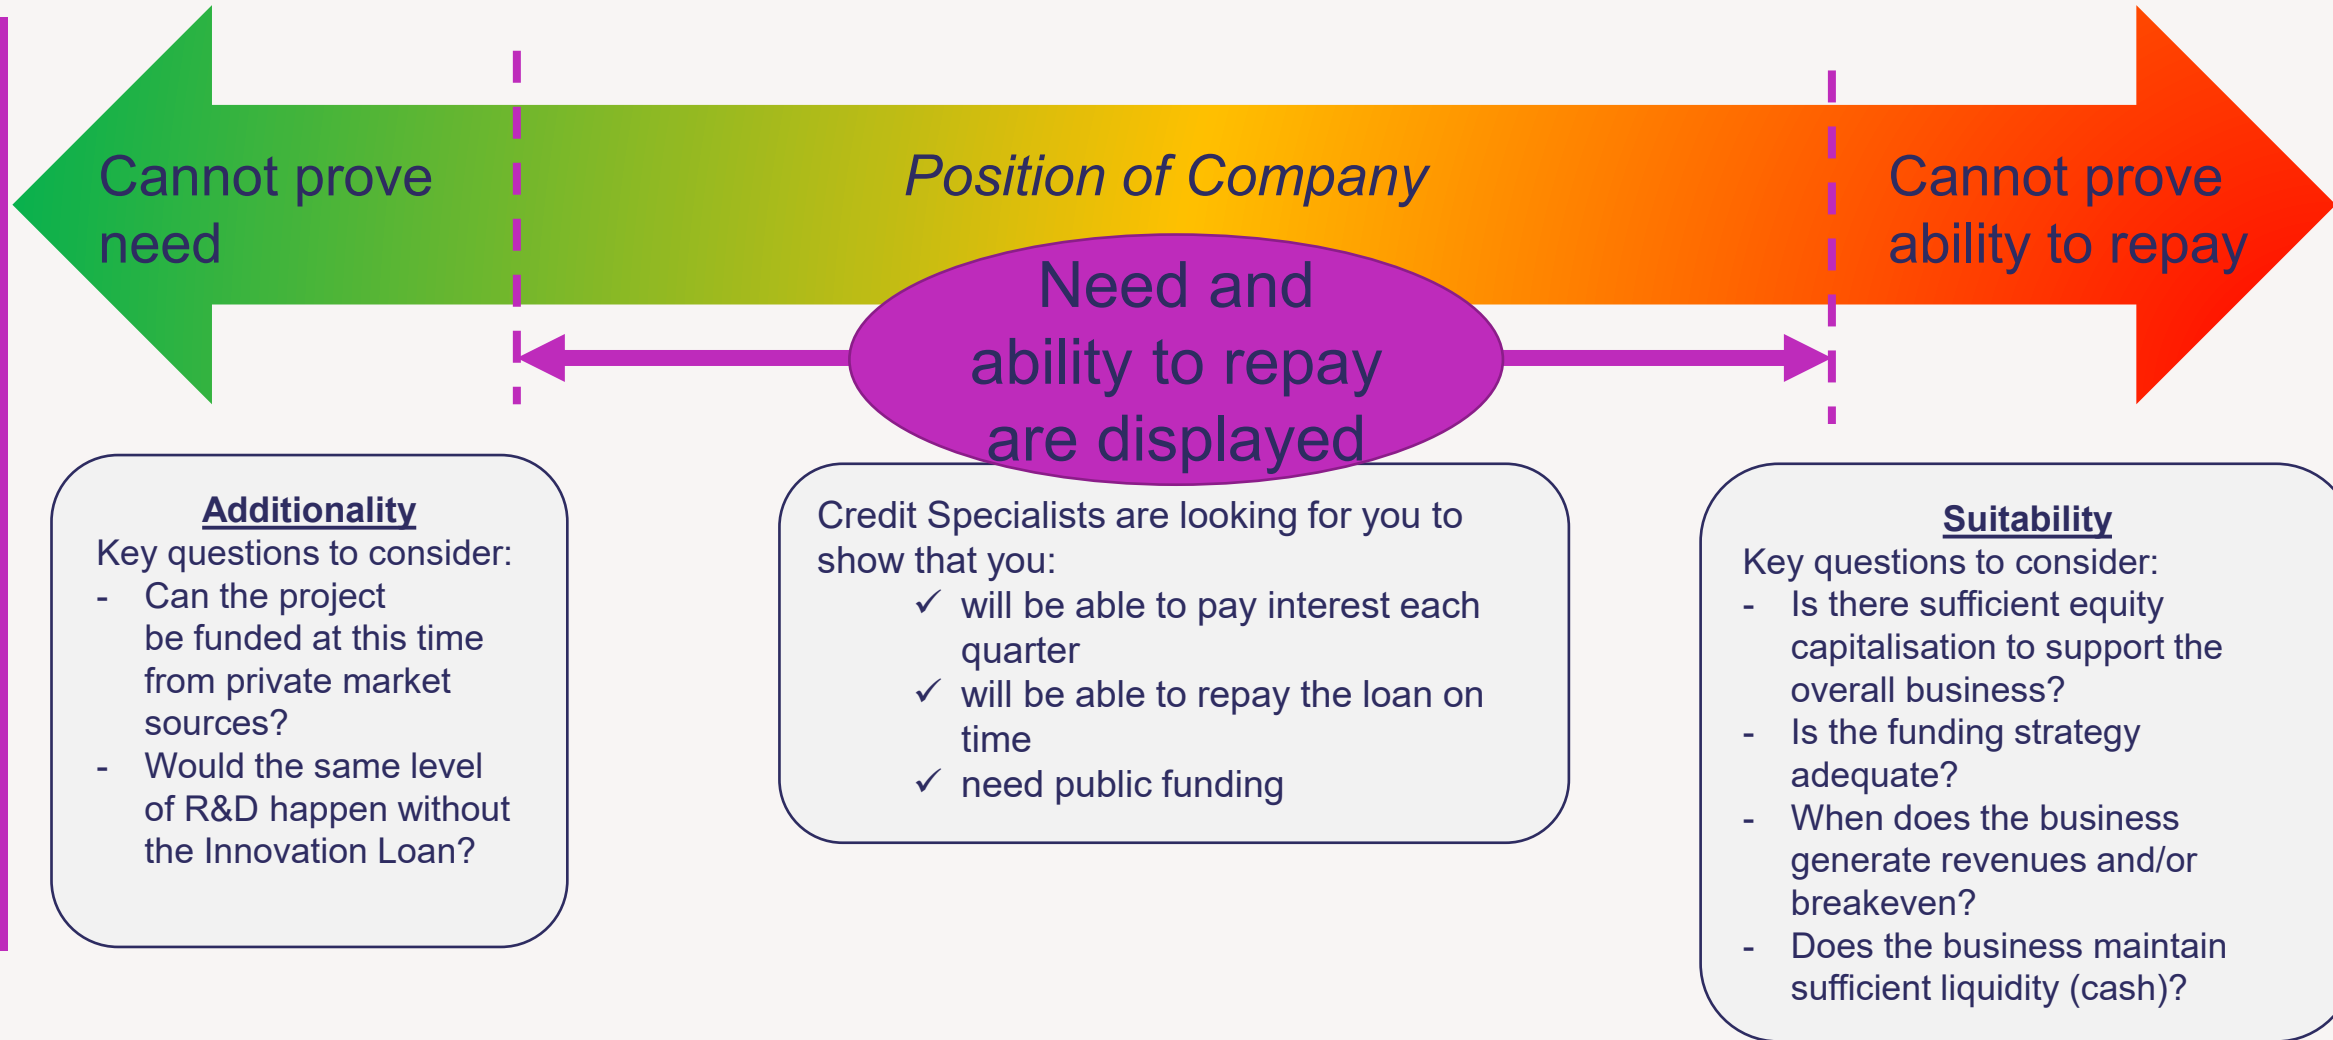 Cannot prove
need
Position of Company
Cannot prove
ability to repay
Need and
ability to repay
are displayed
Additionality
Key questions to consider:
- Can the project
be funded at this time
from private market
sources?
- Would the same level
of R&D happen without
the Innovation Loan?
Credit Specialists are looking for you to
show that you:
✓ will be able to pay interest each
quarter
✓ will be able to repay the loan on
time
✓ need public funding
Suitability
Key questions to consider:
- Is there sufficient equity
capitalisation to support the
overall business?
- Is the funding strategy
adequate?
- When does the business
generate revenues and/or
breakeven?
- Does the business maintain
sufficient liquidity (cash)?